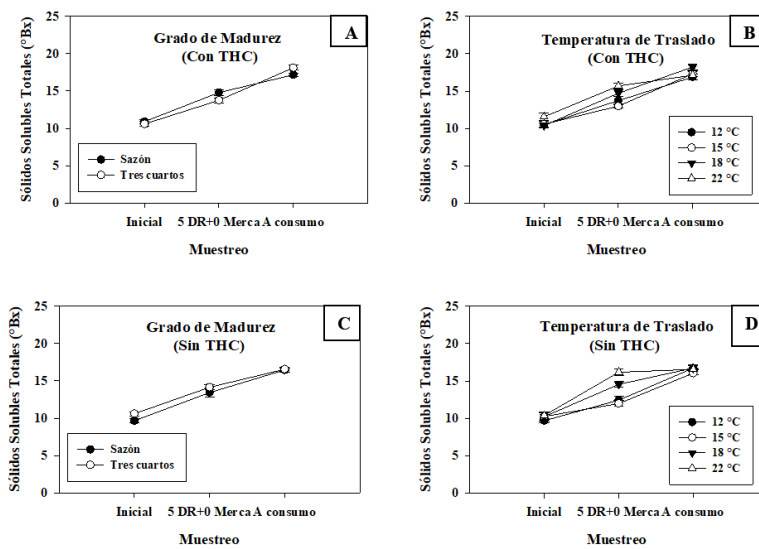 A
Grado de Madurez
(Con THC)
Sólidos Solubles Totales (°Bx)
25
20
15
10
5
0
Sazón
Tres cuartos
Inicial 5 DR+0 Merca A consumo
Muestreo
B
Temperatura de Traslado
(Con THC)
Sólidos Solubles Totales (°Bx)
25
20
15
10
5
0
12 °C
15 °C
18 °C
22 °C
Inicial 5 DR+0 Merca A consumo
Muestreo
C
Grado de Madurez
(Sin THC)
Sólidos Solubles Totales (°Bx)
25
20
15
10
5
0
Sazón
Tres cuartos
Inicial 5 DR+0 Merca A consumo
Muestreo
D
Temperatura de Traslado
(Sin THC)
Sólidos Solubles Totales (°Bx)
25
20
15
10
5
0
12 °C
15 °C
18 °C
22 °C
Inicial 5 DR+0 Merca A consumo
Muestreo